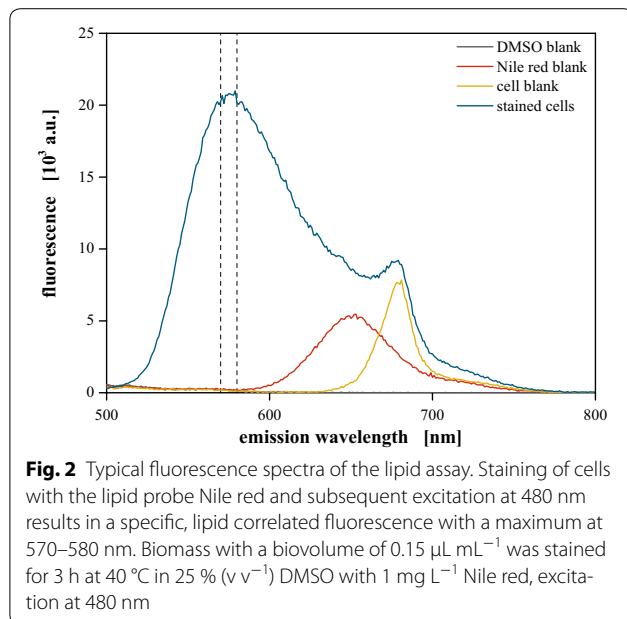 25
20
15
10
5
0
fluorescence [10³ a.u.]
DMSO blank
Nile red blank
cell blank
stained cells
500 600 700 800
emission wavelength [nm]
Fig. 2 Typical fluorescence spectra of the lipid assay. Staining of cells
with the lipid probe Nile red and subsequent excitation at 480 nm
results in a specific, lipid correlated fluorescence with a maximum at
570–580 nm. Biomass with a biovolume of 0.15 µL mL⁻¹ was stained
for 3 h at 40 °C in 25 % (v v⁻¹) DMSO with 1 mg L⁻¹ Nile red, excita-
tion at 480 nm